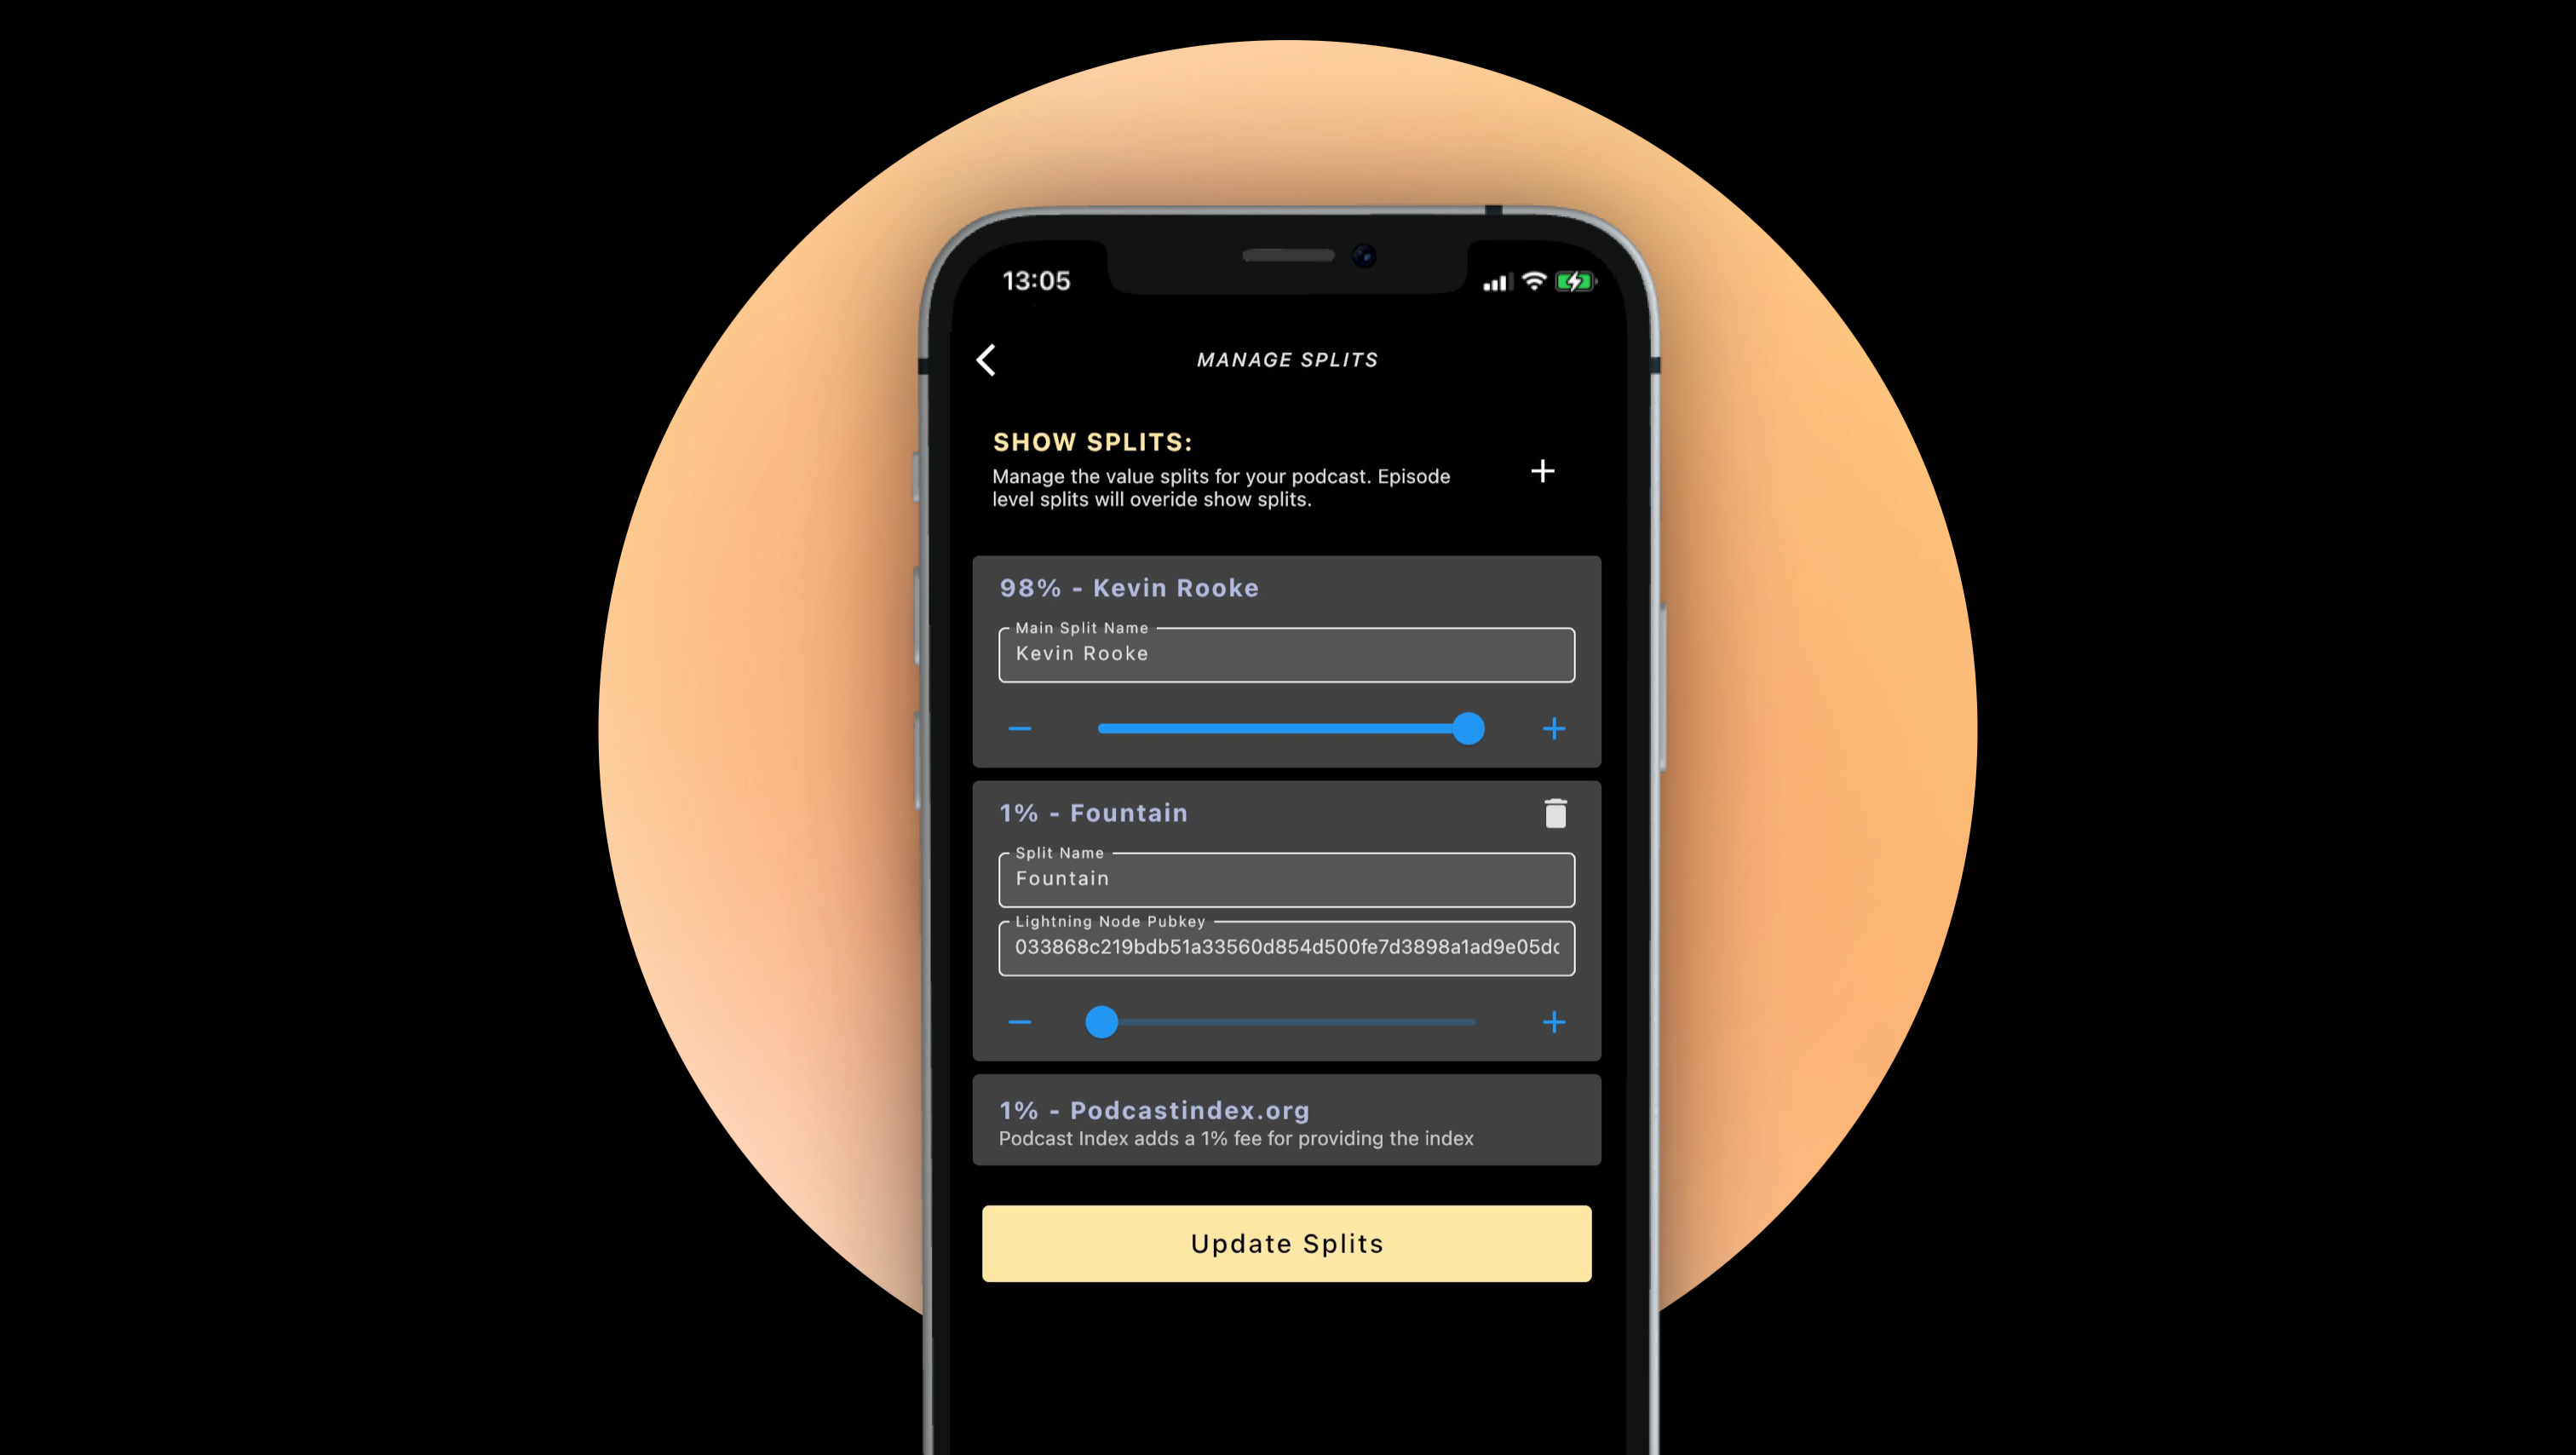 13:05
MANAGE SPLITS
SHOW SPLITS:
Manage the value splits for your podcast. Episode
level splits will overide show splits.
98% - Kevin Rooke
Main Split Name
Kevin Rooke
1% - Fountain
Split Name
Fountain
Lightning Node Pubkey
033868c219bdb51a33560d854d500fe7d3898a1ad9e05dc
1% - Podcastindex.org
Podcast Index adds a 1% fee for providing the index
Update Splits